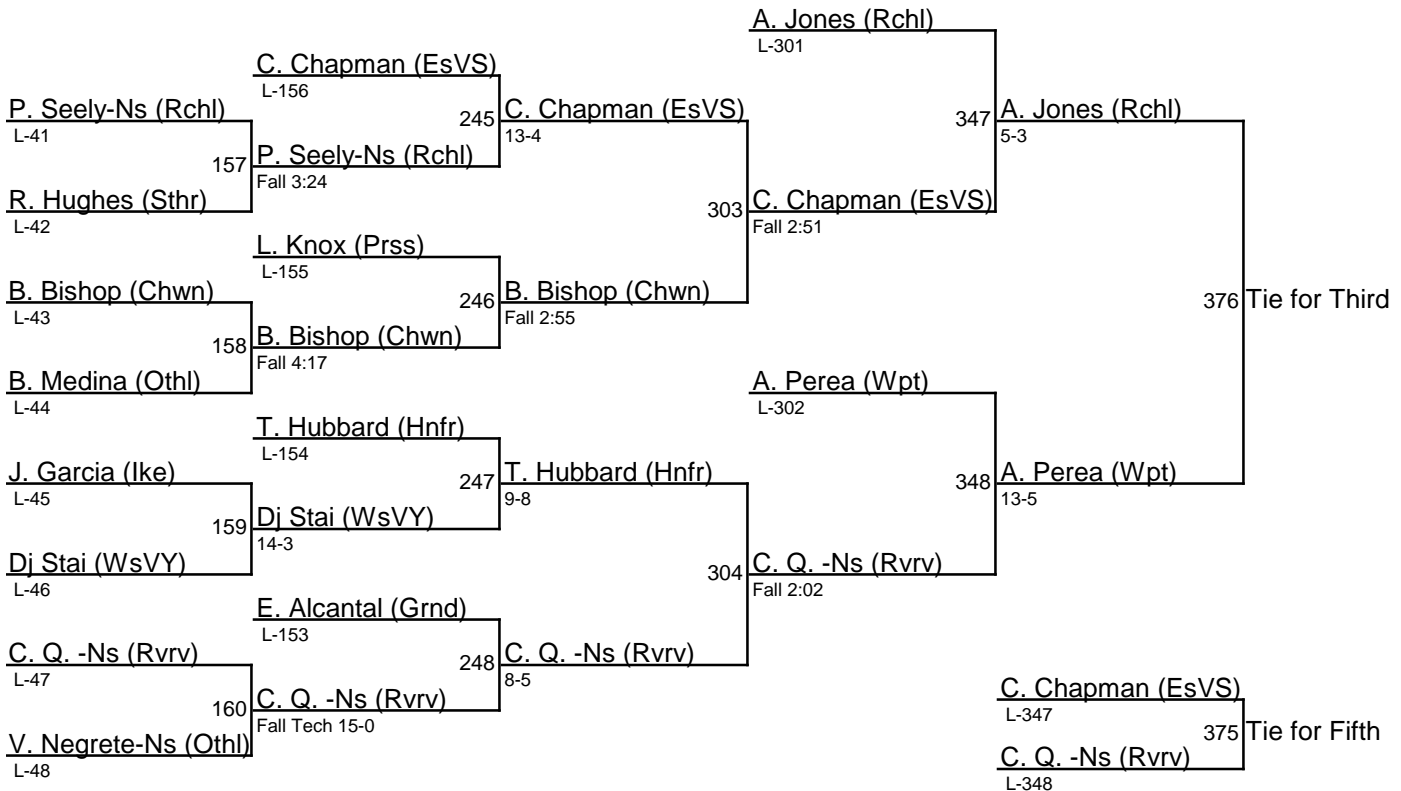 A. Jones (Rchl)
L-301
C. Chapman (EsVS)
L-156
P. Seely-Ns (Rchl)
L-41
245 C. Chapman (EsVS)
13-4
347 A. Jones (Rchl)
5-3
157 P. Seely-Ns (Rchl)
Fall 3:24
R. Hughes (Sthr)
L-42
303 C. Chapman (EsVS)
Fall 2:51
L. Knox (Prss)
L-155
B. Bishop (Chwn)
L-43
246 B. Bishop (Chwn)
Fall 2:55
376 Tie for Third
158 B. Bishop (Chwn)
Fall 4:17
B. Medina (Othl)
L-44
A. Perea (Wpt)
L-302
T. Hubbard (Hnfr)
L-154
J. Garcia (Ike)
L-45
247 T. Hubbard (Hnfr)
9-8
348 A. Perea (Wpt)
13-5
159 Dj Stai (WsVY)
14-3
Dj Stai (WsVY)
L-46
304 C. Q. -Ns (Rvrv)
Fall 2:02
E. Alcantal (Grnd)
L-153
C. Q. -Ns (Rvrv)
L-47
248 C. Q. -Ns (Rvrv)
8-5
C. Chapman (EsVS)
L-347
160 C. Q. -Ns (Rvrv)
Fall Tech 15-0
375 Tie for Fifth
V. Negrete-Ns (Othl)
L-48
C. Q. -Ns (Rvrv)
L-348